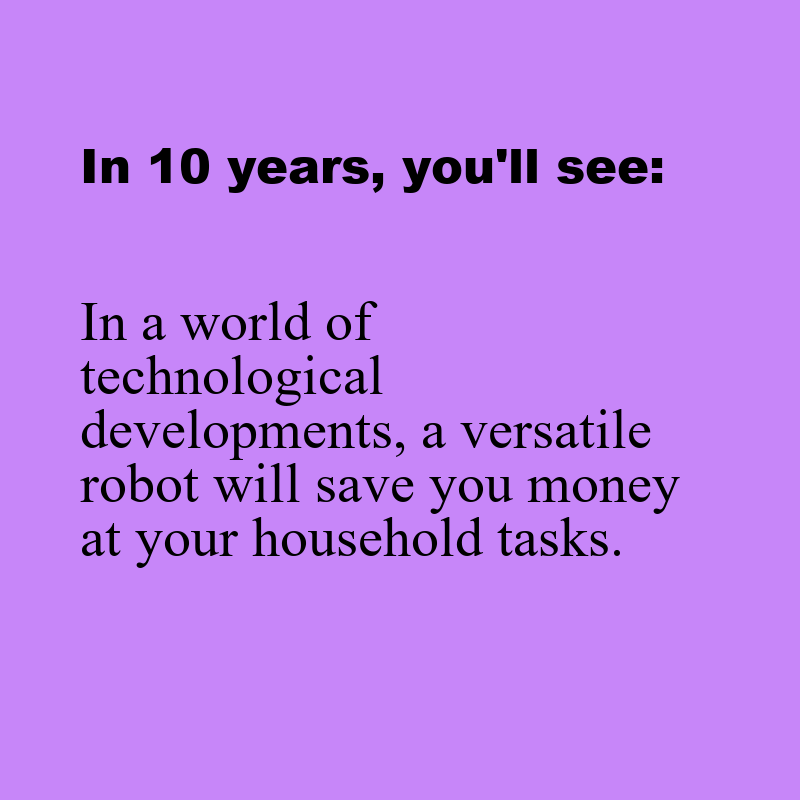 In 10 years, you'll see:
In a world of
technological
developments, a versatile
robot will save you money
at your household tasks.